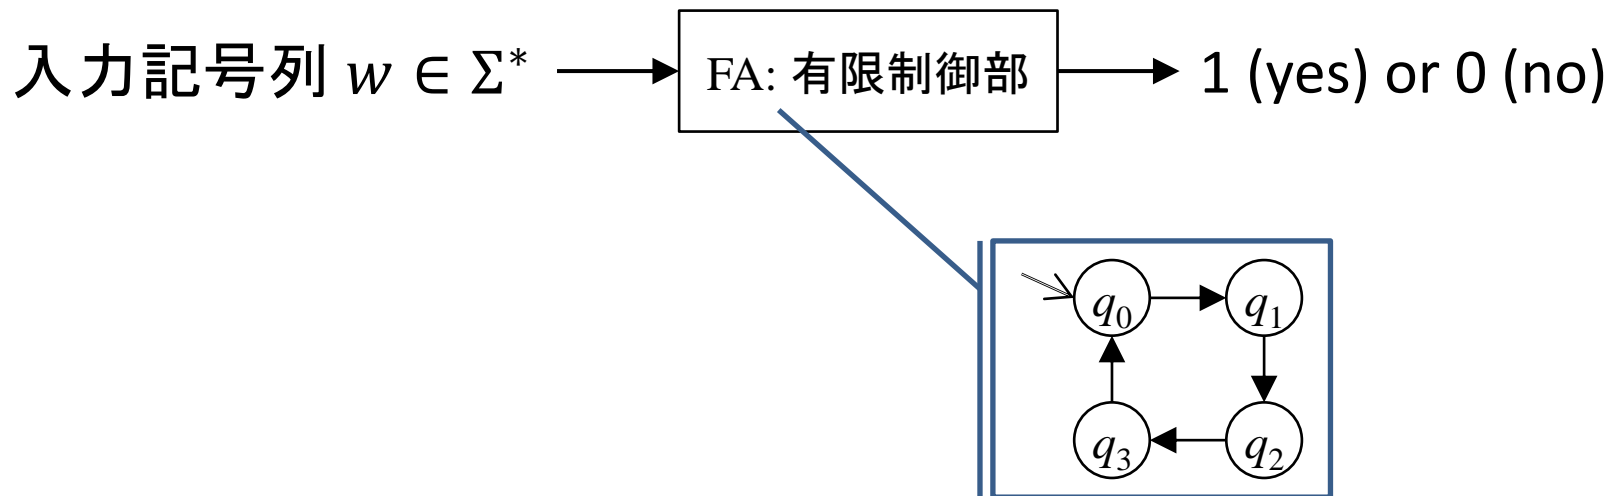 入力記号列 w ∈ Σ*
FA: 有限制御部
1 (yes) or 0 (no)
q0
q1
q3
q2